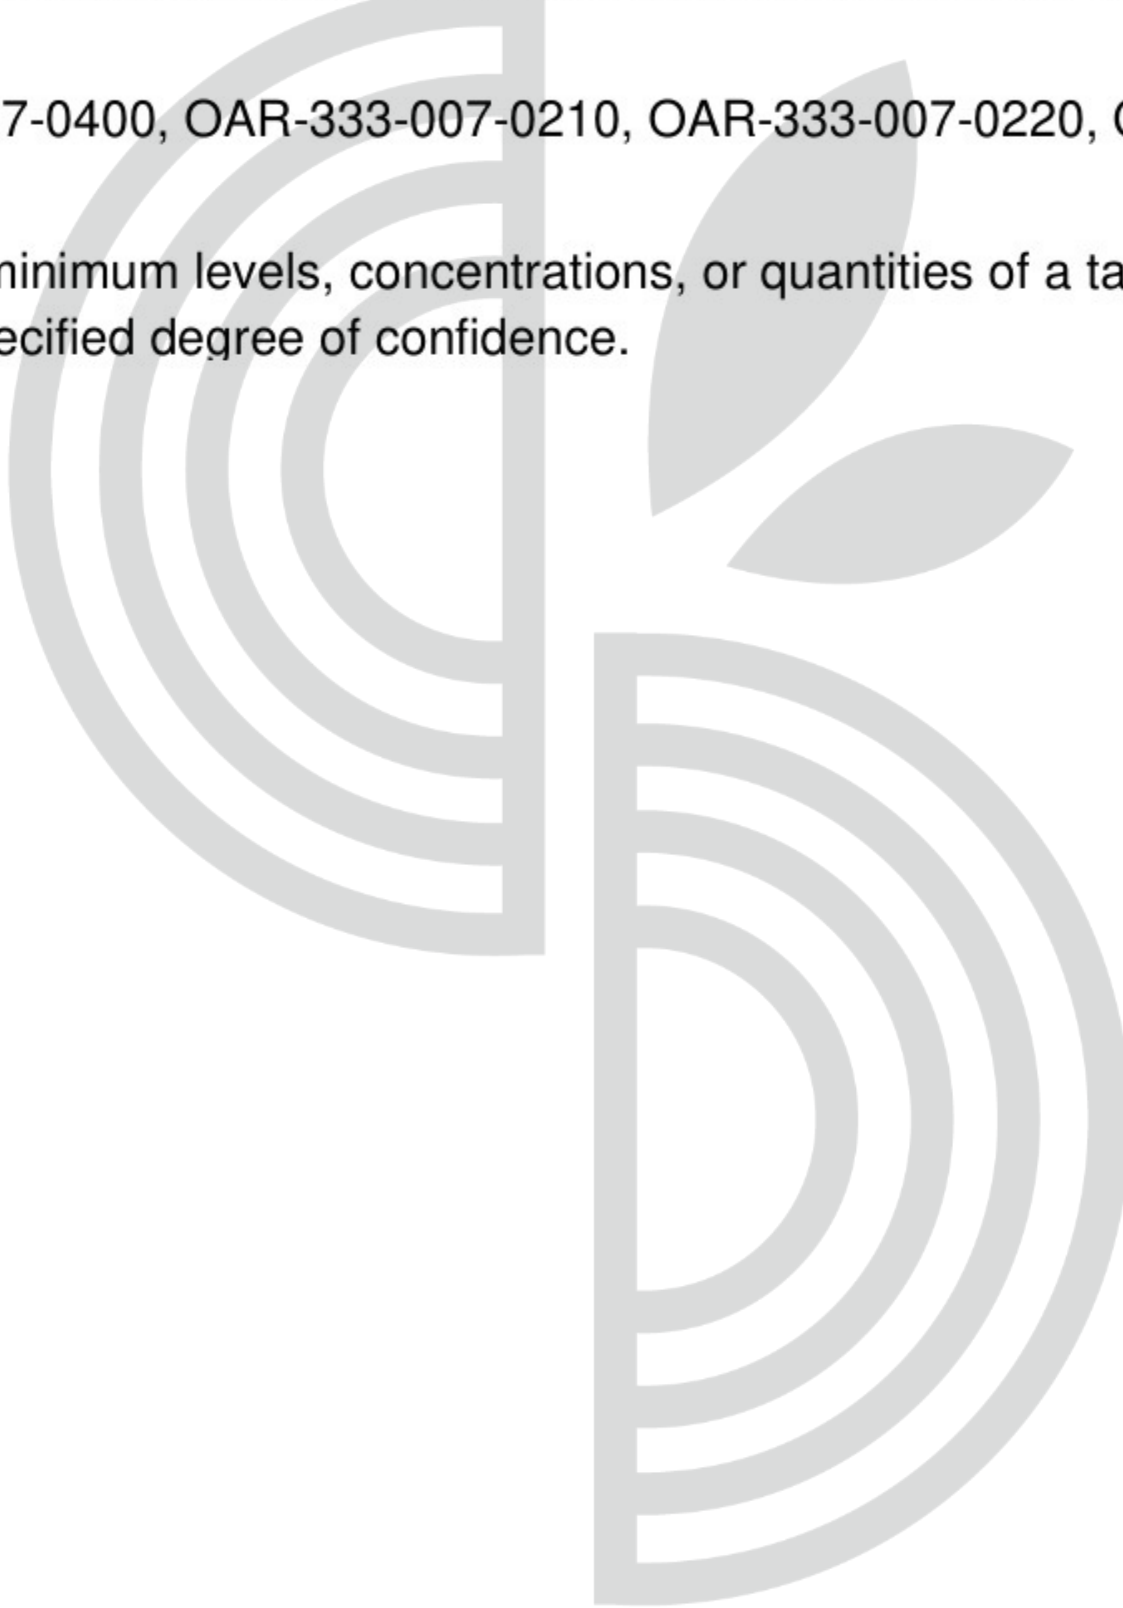 7-0400, OAR-333-007-0210, OAR-333-007-0220,
minimum levels, concentrations, or quantities of a ta
ecified degree of confidence.